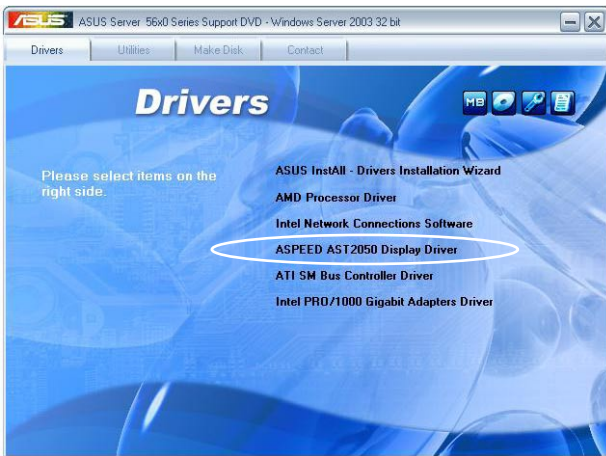 ASUS ASUS Server 56x0 Series Support DVD - Windows Server 2003 32 bit
Drivers Utilities Make Disk Contact
Drivers
MB
Please select items on the
right side.
ASUS InstAll - Drivers Installation Wizard
AMD Processor Driver
Intel Network Connections Software
ASPEED AST2050 Display Driver
ATI SM Bus Controller Driver
Intel PRO/1000 Gigabit Adapters Driver